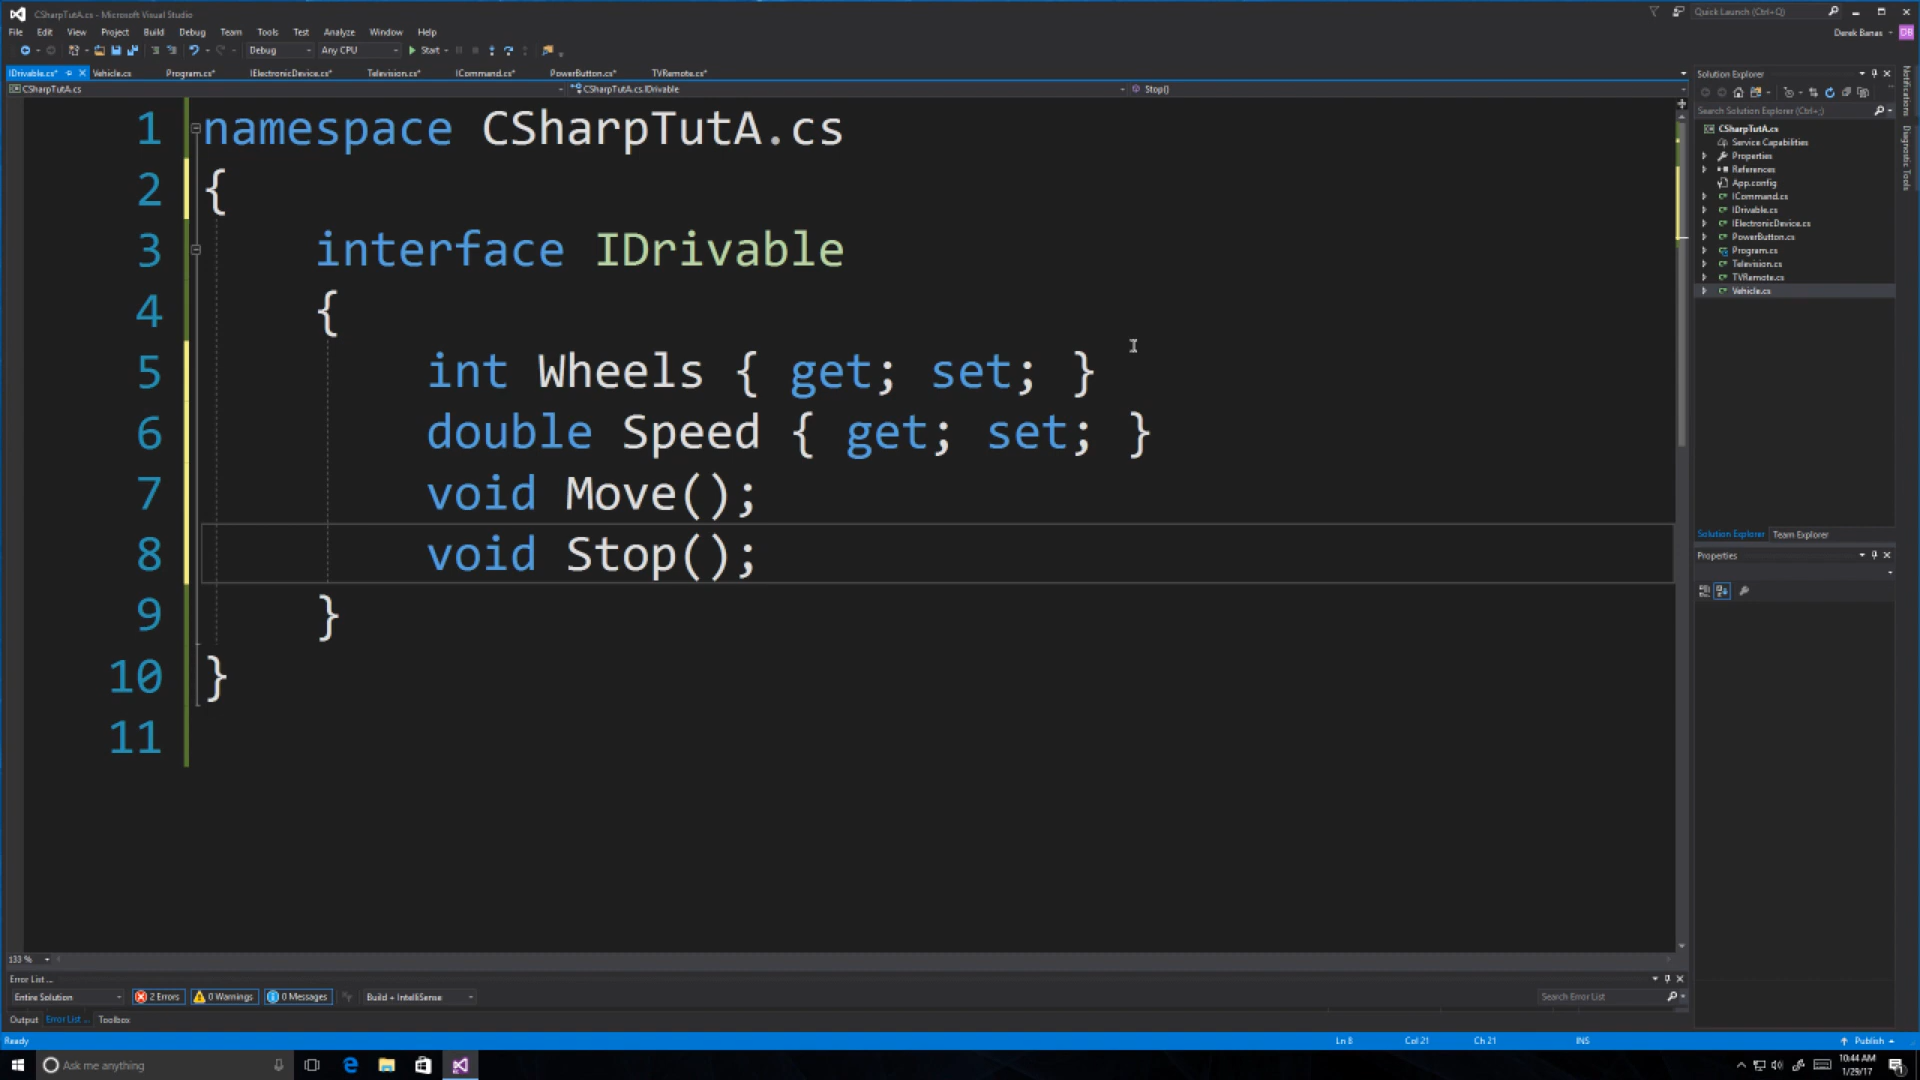 CSharpTutA.cs - Microsoft Visual Studio
Quick Launch (Ctrl+Q)
File Edit View Project Build Debug Team Tools Test Analyze Window Help
Derek Banas
DB
Debug Any CPU Start
IDrivable.cs* Vehicle.cs Program.cs* IElectronicDevice.cs* Television.cs* ICommand.cs* PowerButton.cs* TVRemote.cs*
CSharpTutA.cs CSharpTutA.cs.IDrivable Stop()
1 namespace CSharpTutA.cs
2 {
3 interface IDrivable
4 {
5 int Wheels { get; set; }
6 double Speed { get; set; }
7 void Move();
8 void Stop();
9 }
10 }
11
Solution Explorer
Search Solution Explorer (Ctrl+;)
CSharpTutA.cs
Service Capabilities
Properties
References
App.config
ICommand.cs
IDrivable.cs
IElectronicDevice.cs
PowerButton.cs
Program.cs
Television.cs
TVRemote.cs
Vehicle.cs
Solution Explorer Team Explorer
Properties
Notifications
Diagnostic Tools
133 %
Error List ...
Entire Solution 2 Errors 0 Warnings 0 Messages Build + IntelliSense Search Error List
Output Error List ... Toolbox
Ready Ln 8 Col 21 Ch 21 INS Publish
Ask me anything
10:44 AM
1/29/17